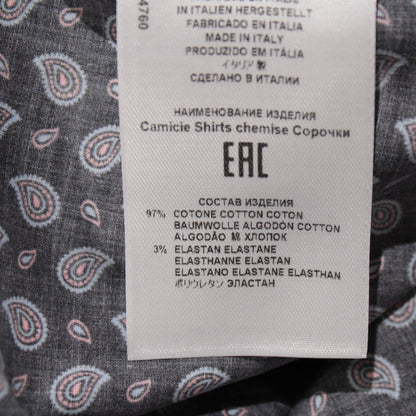 4760
IN ITALIEN HERGESTELLT
FABRICADO EN ITALIA
MADE IN ITALY
PRODUZIDO EM ITÀLIA
イタリア製
СДЕЛАНО В ИТАЛИИ
НАИМЕНОВАНИЕ ИЗДЕЛИЯ
Camicie Shirts chemise Сорочки
EAC
СОСТАВ ИЗДЕЛИЯ
97% COTONE COTTON COTON
BAUMWOLLE ALGODÓN COTTON
ALGODÃO 綿 ХЛОПОК
3% ELASTAN ELASTANE
ELASTHANNE ELASTAN
ELASTANO ELASTANE ELASTHAN
ポリウレタン ЭЛАСТАН